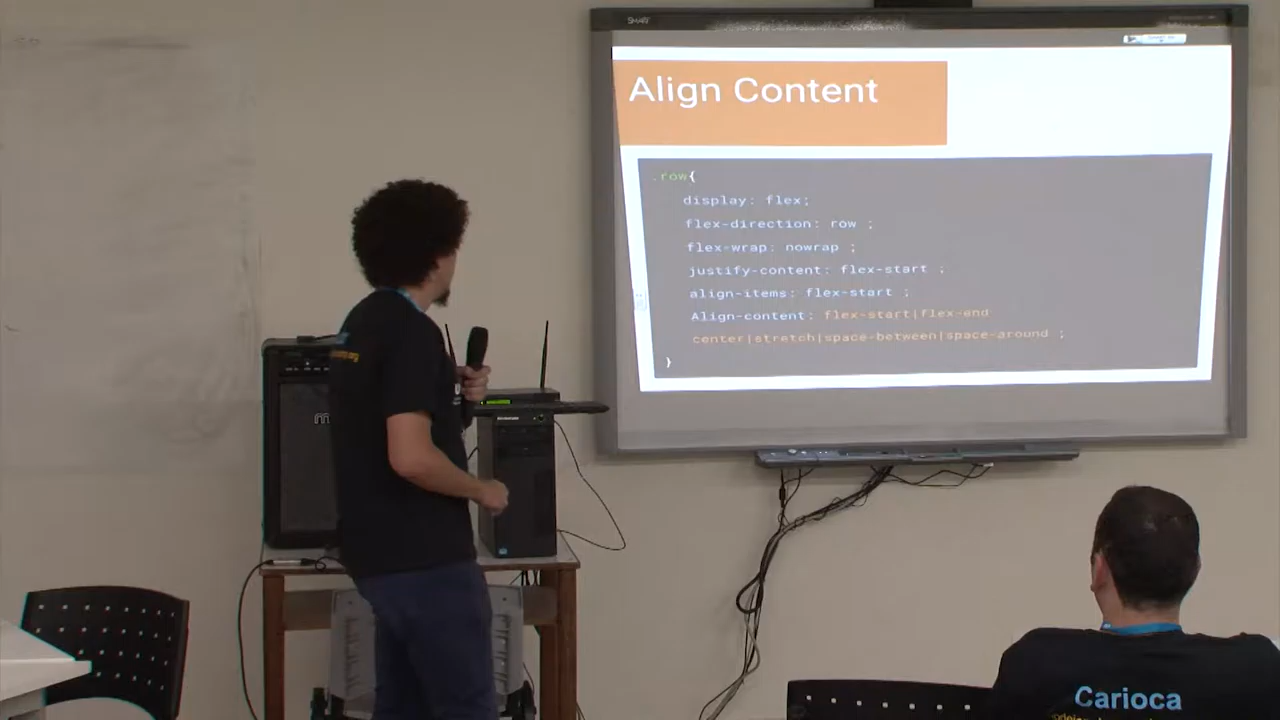 SMART
Align Content
.row{
display: flex;
flex-direction: row ;
flex-wrap: nowrap ;
justify-content: flex-start ;
align-items: flex-start ;
Align-content: flex-start|flex-end
center|stretch|space-between|space-around ;
}
Carioca